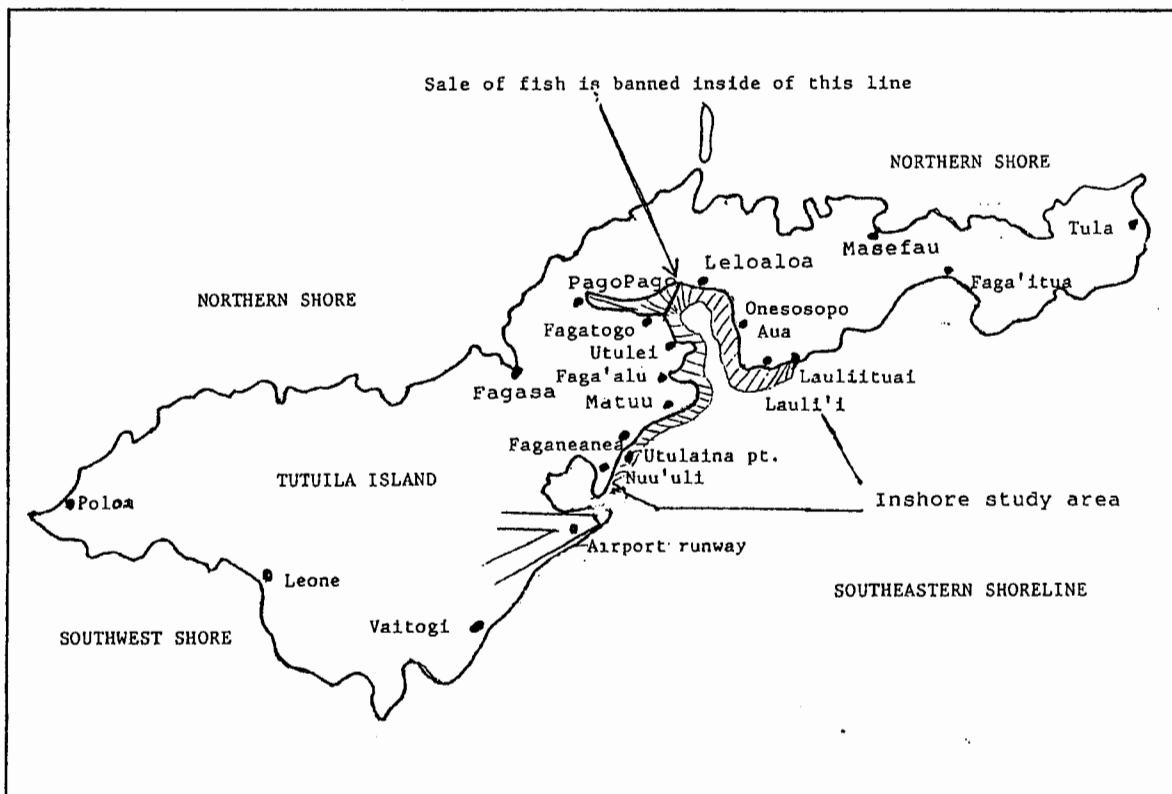 Sale of fish is banned inside of this line
NORTHERN SHORE
Tula
Masefau
Leloaloa
Faga'itua
PagoPago
NORTHERN SHORE
Onesosopo
Fagatogo
Aua
Utulei
Lauliituai
Faga'alu
Fagasa
Matuu
Lauli'i
Faganeanea
Utulaina pt.
TUTUILA ISLAND
Nuu'uli
Poloa
Inshore study area
Airport runway
Leone
SOUTHEASTERN SHORELINE
Vaitogi
SOUTHWEST SHORE